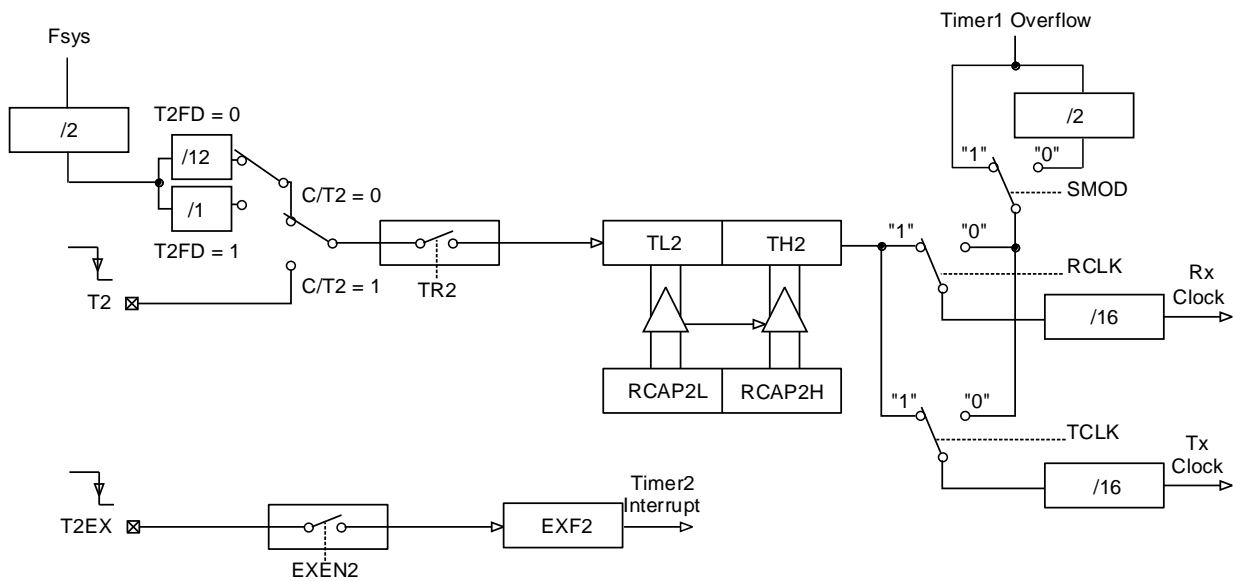 Timer1 Overflow
Fsys
T2FD = 0
/2
/2
/12
"1"
"0"
C/T2 = 0
SMOD
/1
T2FD = 1
TL2
TH2
"1"
"0"
RCLK
Rx
Clock
C/T2 = 1
TR2
T2
/16
RCAP2L
RCAP2H
"1"
"0"
TCLK
Tx
Clock
/16
Timer2
Interrupt
T2EX
EXF2
EXEN2